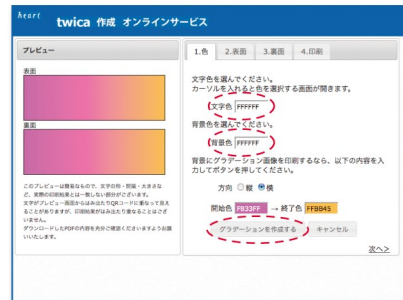 heart
twica 作成 オンラインサービス
プレビュー
表面
裏面
このプレビューは簡易なもので、文字の形・間隔・大きさな
ど、実際の印刷結果とは一致しない部分がございます。
文字がプレビュー画面からはみ出たりQRコードに重なって見え
ることがありますが、印刷結果がはみ出たり重なることはござ
いません。
ダウンロードしたPDFの内容を充分ご確認くださいますようお願
いいたします。
1.色 2.表面 3.裏面 4.印刷
文字色を選んでください。
カーソルを入れると色を選択する画面が開きます。
文字色 FFFFFF
背景色を選んでください。
背景色 FFFFFF
背景にグラデーション画像を印刷するなら、以下の内容を入
力してボタンを押してください。
方向 縦 横
開始色 FB33FF → 終了色 FFBB45
グラデーションを作成する キャンセル
次へ>